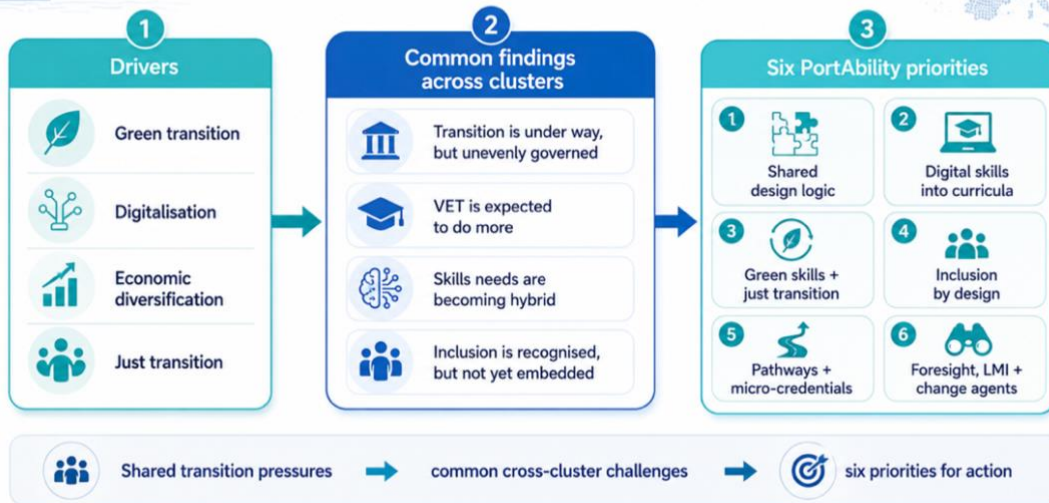 1
Drivers
Green transition
Digitalisation
Economic
diversification
Just transition
2
Common findings
across clusters
Transition is under way,
but unevenly governed
VET is expected
to do more
Skills needs are
becoming hybrid
Inclusion is recognised,
but not yet embedded
3
Six PortAbility priorities
1
Shared
design logic
2
Digital skills
into curricula
3
Green skills +
just transition
4
Inclusion
by design
5
Pathways +
micro-credentials
6
Foresight, LMI +
change agents
Shared transition pressures
common cross-cluster challenges
six priorities for action